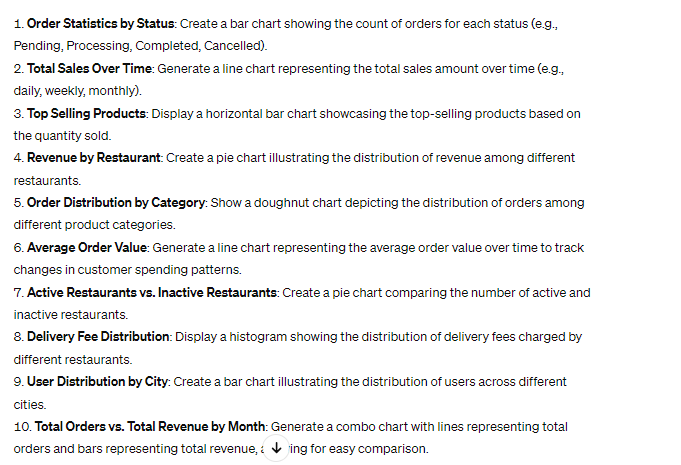 1. Order Statistics by Status: Create a bar chart showing the count of orders for each status (e.g.,
Pending, Processing, Completed, Cancelled).
2. Total Sales Over Time: Generate a line chart representing the total sales amount over time (e.g.,
daily, weekly, monthly).
3. Top Selling Products: Display a horizontal bar chart showcasing the top-selling products based on
the quantity sold.
4. Revenue by Restaurant: Create a pie chart illustrating the distribution of revenue among different
restaurants.
5. Order Distribution by Category: Show a doughnut chart depicting the distribution of orders among
different product categories.
6. Average Order Value: Generate a line chart representing the average order value over time to track
changes in customer spending patterns.
7. Active Restaurants vs. Inactive Restaurants: Create a pie chart comparing the number of active and
inactive restaurants.
8. Delivery Fee Distribution: Display a histogram showing the distribution of delivery fees charged by
different restaurants.
9. User Distribution by City: Create a bar chart illustrating the distribution of users across different
cities.
10. Total Orders vs. Total Revenue by Month: Generate a combo chart with lines representing total
orders and bars representing total revenue, for easy comparison.